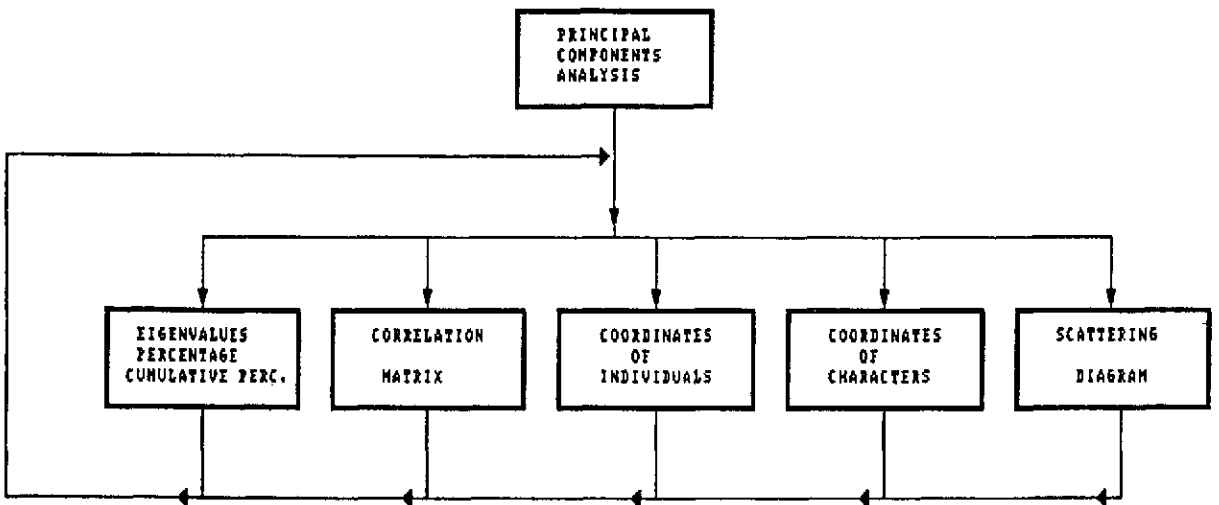 PRINCIPAL
COMPONENTS
ANALYSIS
EIGENVALUES
PERCENTAGE
CUMULATIVE PERC.
CORRELATION
MATRIX
COORDINATES
OF
INDIVIDUALS
COORDINATES
OF
CHARACTERS
SCATTERING
DIAGRAM